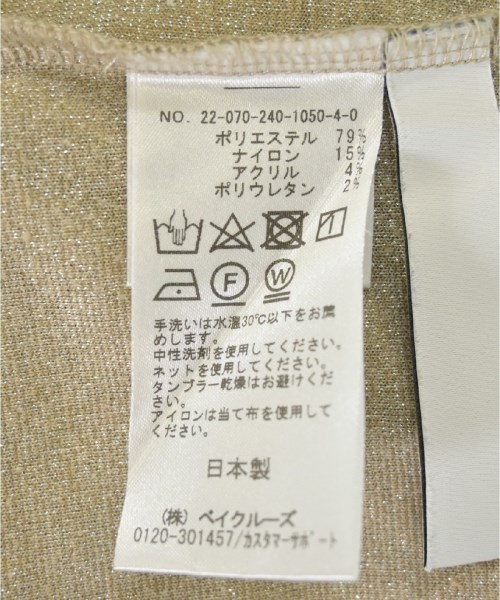 NO. 22-070-240-1050-4-0
ポリエステル 79%
ナイロン 15%
アクリル 4%
ポリウレタン 2%
F W
手洗いは水温30℃以下をお薦
めします。
中性洗剤を使用してください。
ネットを使用してください。
タンブラー乾燥はお避けくだ
さい。
アイロンは当て布を使用して
ください。
日本製
(株) ベイクルーズ
0120-301457/カスタマーサポート